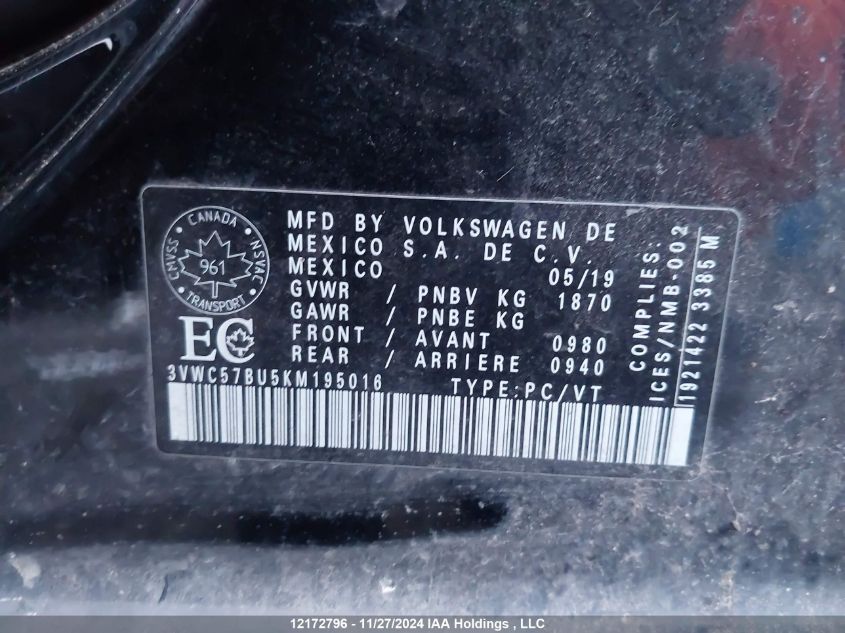 CANADA
CMVSS
NSVAC
961
TRANSPORT
EC
MFD BY VOLKSWAGEN DE
MEXICO S.A. DE C.V.
MEXICO 05/19
GVWR / PNBV KG 1870
GAWR / PNBE KG
FRONT / AVANT 0980
REAR / ARRIERE 0940
3VWC57BU5KM195016 TYPE:PC/VT
COMPLIES:
ICES/NMB-002
1921422 3385 M
12172796 - 11/27/2024 IAA Holdings , LLC